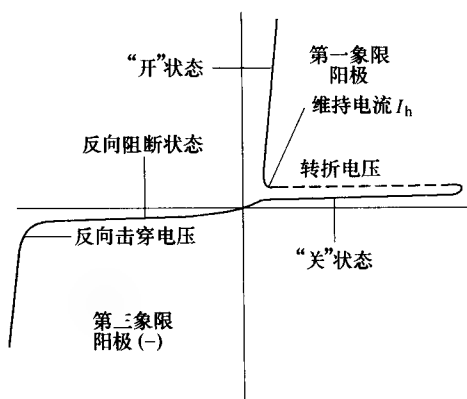 “开”状态
第一象限
阳极
维持电流 Ih
反向阻断状态
转折电压
反向击穿电压
“关”状态
第三象限
阳极 (−)